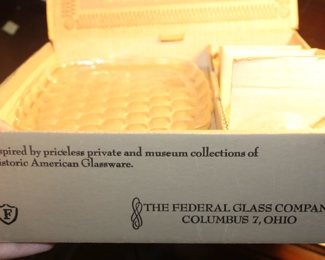 spired by priceless private and museum collections of
istoric American Glassware.
F
THE FEDERAL GLASS COMPAN
COLUMBUS 7, OHIO